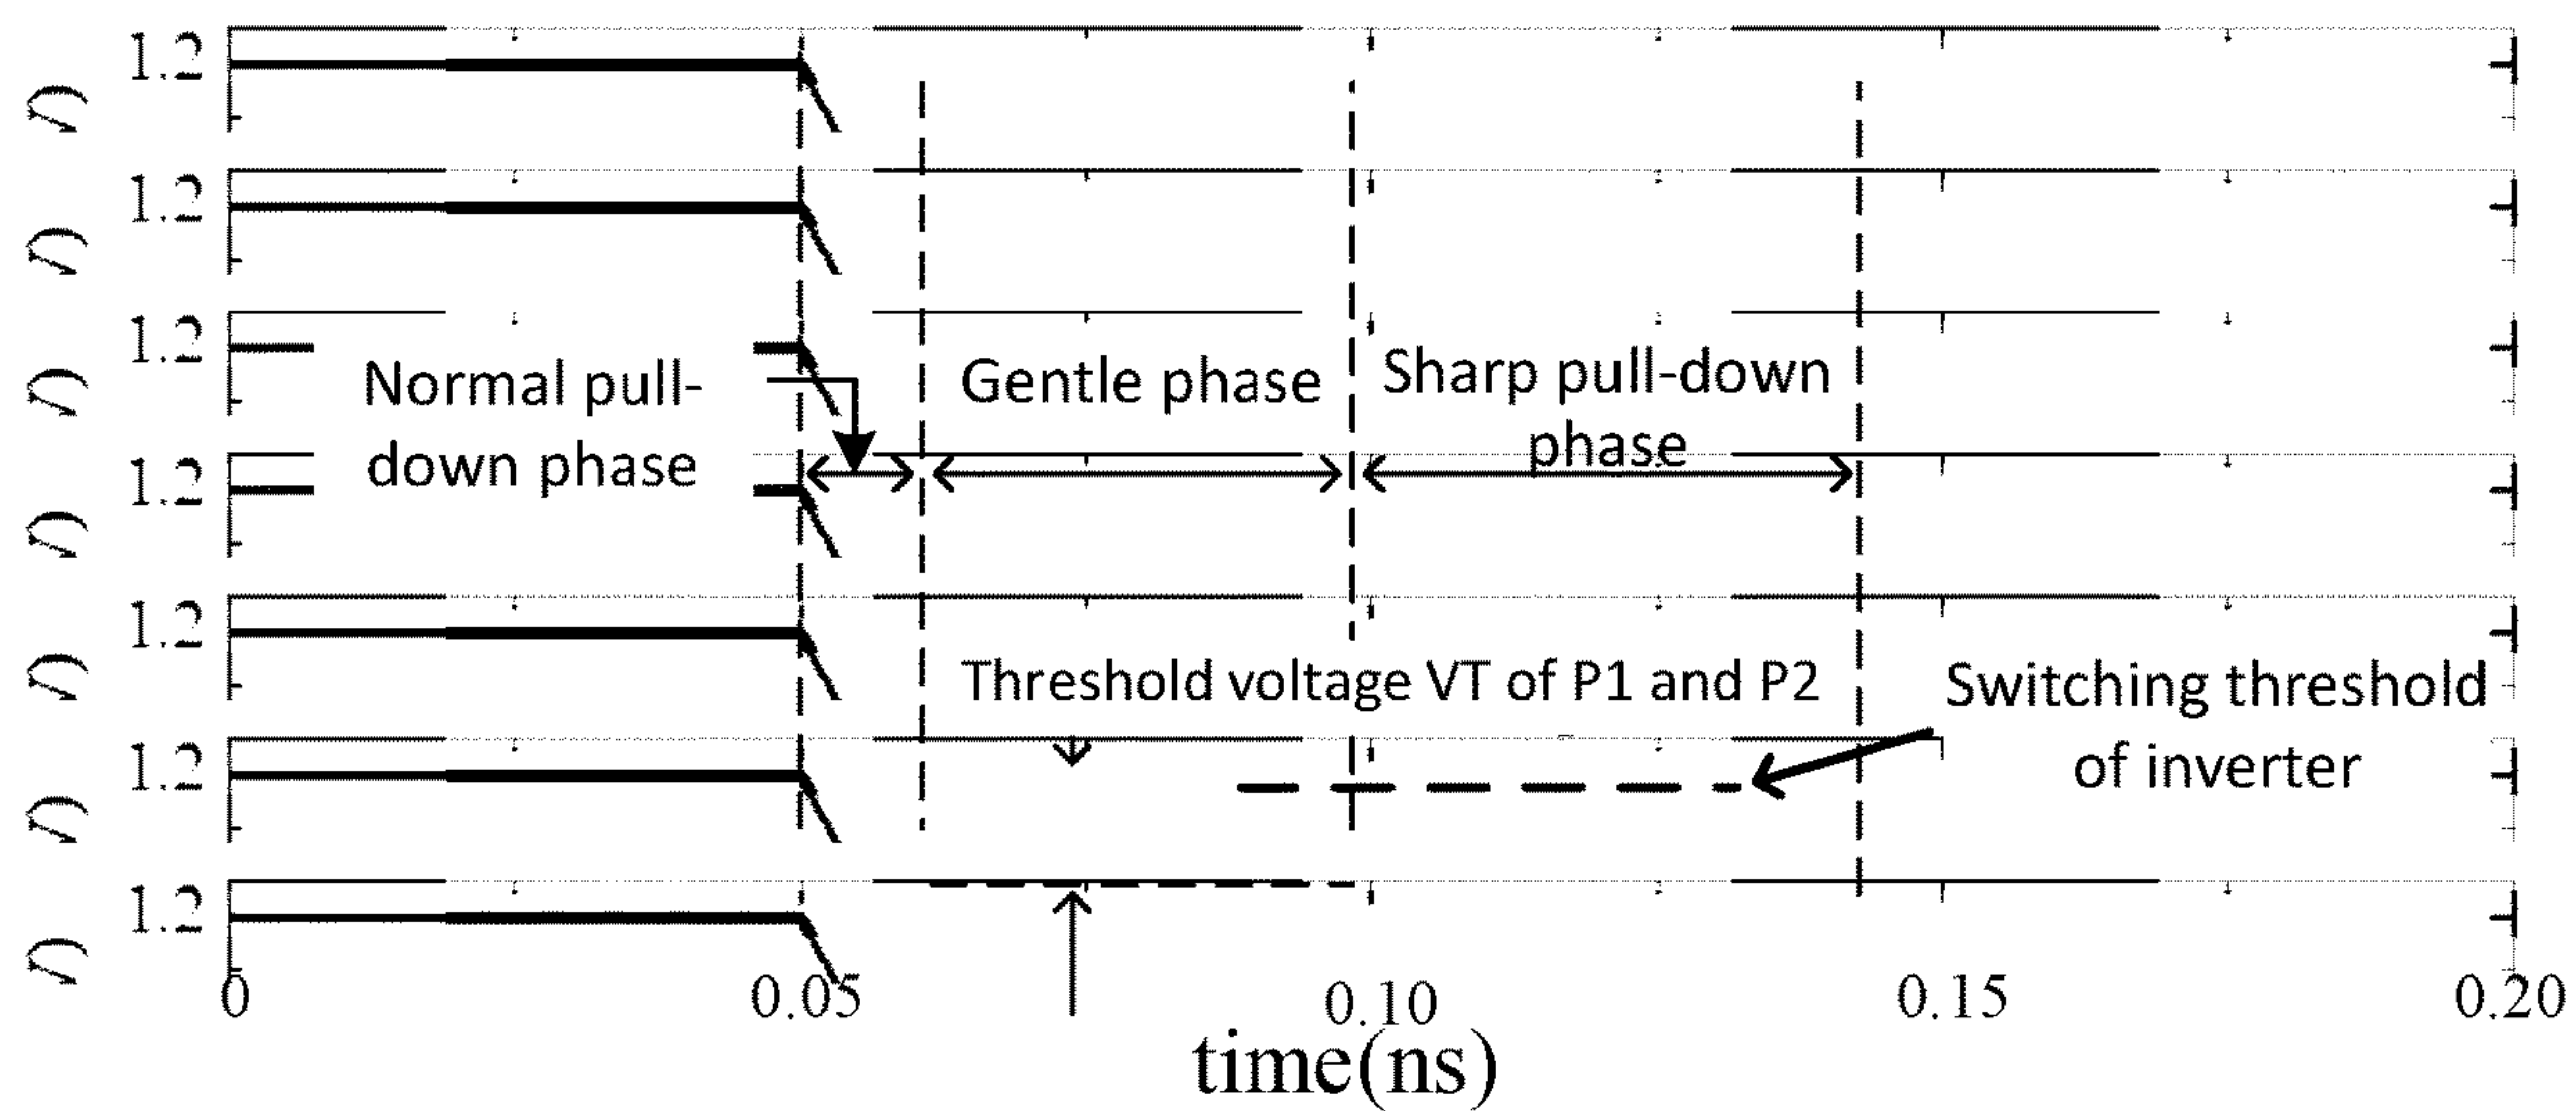 1.2
1.2
1.2
Normal pull-
down phase
Gentle phase
Sharp pull-down
phase
1.2
1.2
Threshold voltage VT of P1 and P2
Switching threshold
of inverter
1.2
1.2
0
0.05
0.10
0.15
0.20
time(ns)